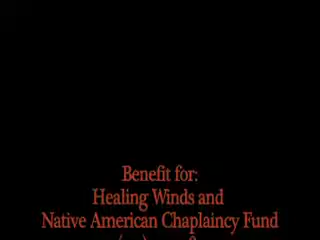 Benefit for:
Healing Winds and
Native American Chaplaincy Fund